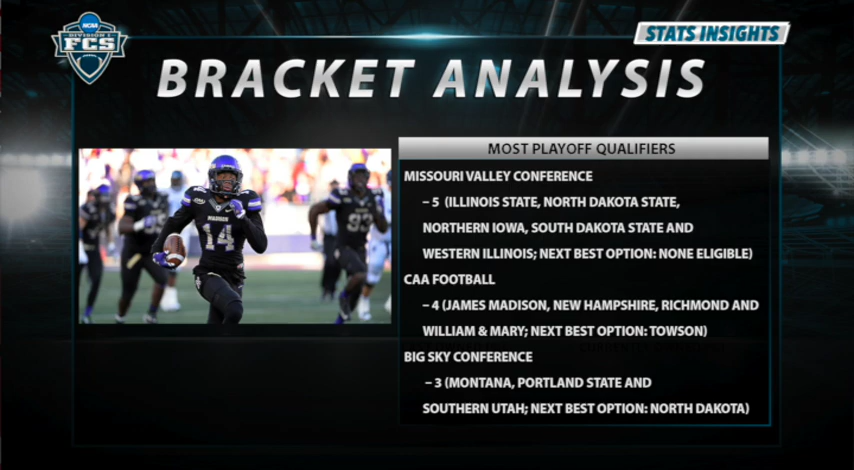 NCAA
DIVISION I
FCS
STATS INSIGHTS
BRACKET ANALYSIS
MADISON
14
MOST PLAYOFF QUALIFIERS
MISSOURI VALLEY CONFERENCE
– 5 (ILLINOIS STATE, NORTH DAKOTA STATE,
NORTHERN IOWA, SOUTH DAKOTA STATE AND
WESTERN ILLINOIS; NEXT BEST OPTION: NONE ELIGIBLE)
CAA FOOTBALL
– 4 (JAMES MADISON, NEW HAMPSHIRE, RICHMOND AND
WILLIAM & MARY; NEXT BEST OPTION: TOWSON)
BIG SKY CONFERENCE
– 3 (MONTANA, PORTLAND STATE AND
SOUTHERN UTAH; NEXT BEST OPTION: NORTH DAKOTA)